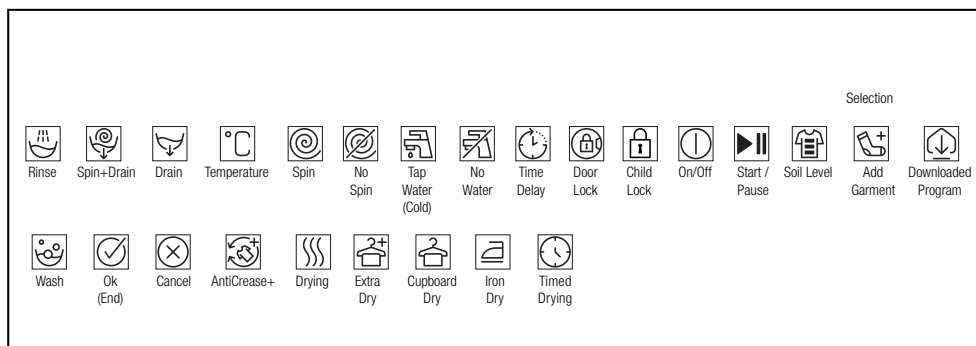 Selection
Rinse
Spin+Drain
Drain
°C
Temperature
Spin
No
Spin
Tap
Water
(Cold)
No
Water
Time
Delay
Door
Lock
Child
Lock
On/Off
Start /
Pause
Soil Level
Add
Garment
Downloaded
Program
Wash
Ok
(End)
Cancel
AntiCrease+
Drying
Extra
Dry
Cupboard
Dry
Iron
Dry
Timed
Drying